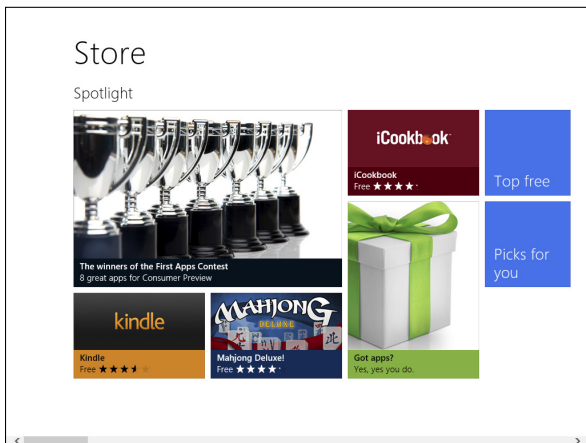 Store
Spotlight
The winners of the First Apps Contest
8 great apps for Consumer Preview
iCookbook
iCookbook
Free
Top free
Picks for
you
kindle
Kindle
Free
MAHJONG
DELUXE
Mahjong Deluxe!
Free
Got apps?
Yes, yes you do.